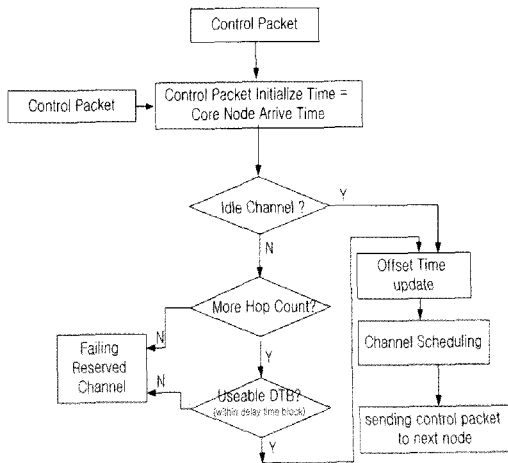 Control Packet
Control Packet
Control Packet Initialize Time =
Core Node Arrive Time
Idle Channel ?
Y
N
Offset Time
update
More Hop Count?
N
Y
Channel Scheduling
Failing
Reserved
Channel
N
Useable DTB?
(within delay time block)
Y
sending control packet
to next node